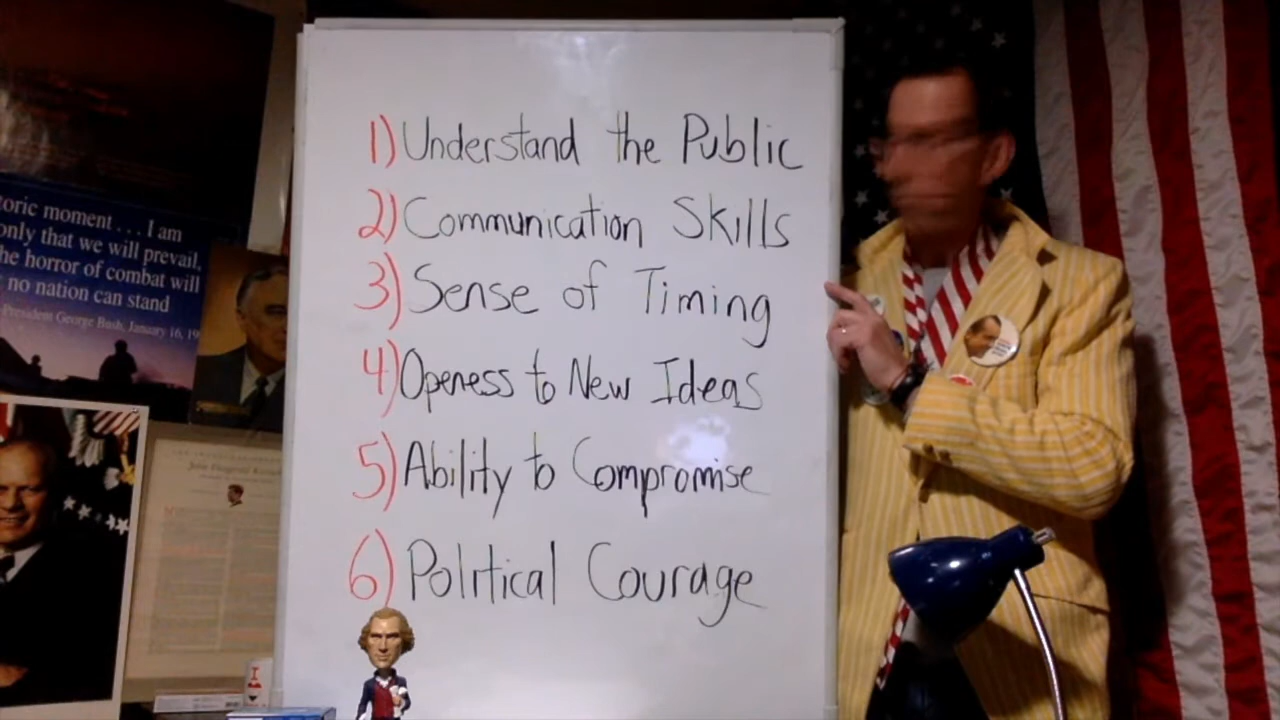 1) Understand the Public
2) Communication Skills
3) Sense of Timing
4) Openess to New Ideas
5) Ability to Compromise
6) Political Courage
toric moment... I am
only that we will prevail,
he horror of combat will
no nation can stand
President George Bush, January 16, 19
John Fitzgerald